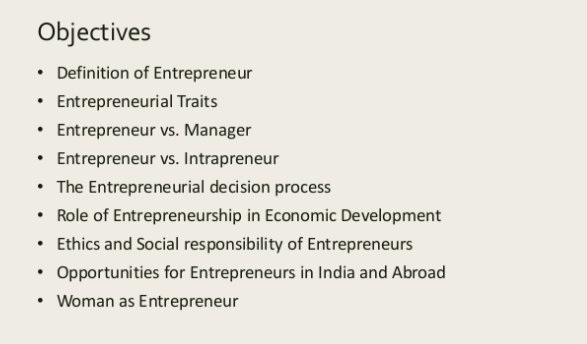 Objectives
• Definition of Entrepreneur
• Entrepreneurial Traits
• Entrepreneur vs. Manager
• Entrepreneur vs. Intrapreneur
• The Entrepreneurial decision process
• Role of Entrepreneurship in Economic Development
• Ethics and Social responsibility of Entrepreneurs
• Opportunities for Entrepreneurs in India and Abroad
• Woman as Entrepreneur